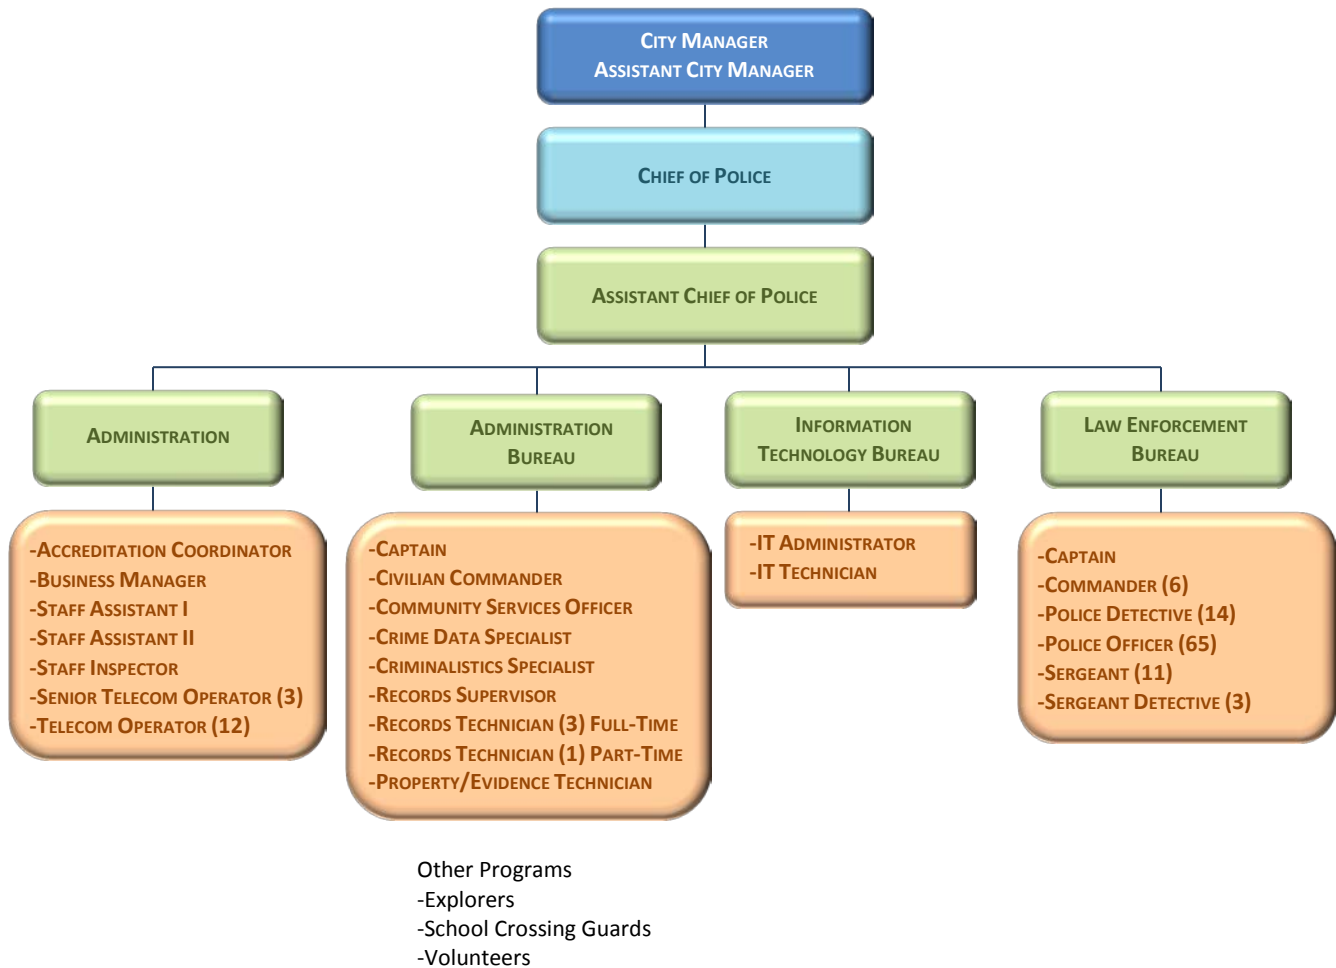 City Manager
Assistant City Manager
Chief of Police
Assistant Chief of Police
Administration
-Accreditation Coordinator
-Business Manager
-Staff Assistant I
-Staff Assistant II
-Staff Inspector
-Senior Telecom Operator (3)
-Telecom Operator (12)
Administration
Bureau
-Captain
-Civilian Commander
-Community Services Officer
-Crime Data Specialist
-Criminalistics Specialist
-Records Supervisor
-Records Technician (3) Full-Time
-Records Technician (1) Part-Time
-Property/Evidence Technician
Information
Technology Bureau
-IT Administrator
-IT Technician
Law Enforcement
Bureau
-Captain
-Commander (6)
-Police Detective (14)
-Police Officer (65)
-Sergeant (11)
-Sergeant Detective (3)
Other Programs
-Explorers
-School Crossing Guards
-Volunteers